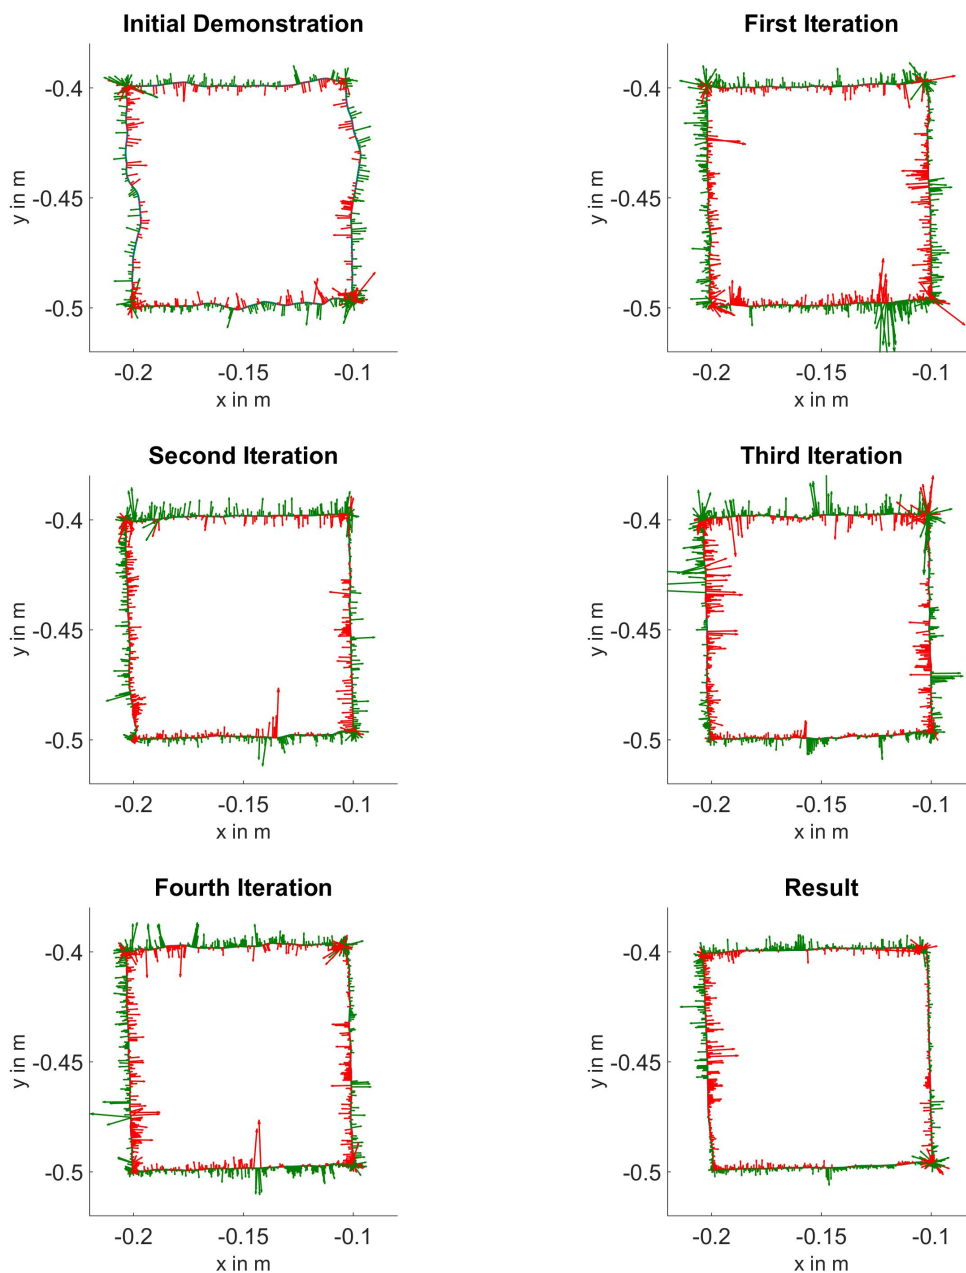 Initial Demonstration
First Iteration
-0.4
-0.45
-0.5
y in m
-0.2
-0.15
-0.1
x in m
-0.4
-0.45
-0.5
y in m
-0.2
-0.15
-0.1
x in m
Second Iteration
Third Iteration
-0.4
-0.45
-0.5
y in m
-0.2
-0.15
-0.1
x in m
-0.4
-0.45
-0.5
y in m
-0.2
-0.15
-0.1
x in m
Fourth Iteration
Result
-0.4
-0.45
-0.5
y in m
-0.2
-0.15
-0.1
x in m
-0.4
-0.45
-0.5
y in m
-0.2
-0.15
-0.1
x in m